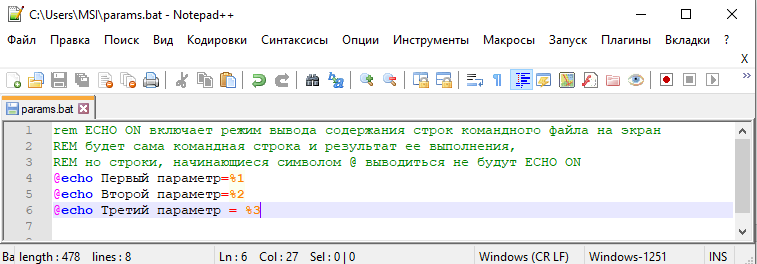 C:\Users\MSI\params.bat - Notepad++
Файл Правка Поиск Вид Кодировки Синтаксисы Опции Инструменты Макросы Запуск Плагины Вкладки ?
X
params.bat
1 rem ECHO ON включает режим вывода содержания строк командного файла на экран
2 REM будет сама командная строка и результат ее выполнения,
3 REM но строки, начинающиеся символом @ выводиться не будут ECHO ON
4 @echo Первый параметр=%1
5 @echo Второй параметр=%2
6 @echo Третий параметр = %3
7
Ba length : 478 lines : 8 Ln : 6 Col : 27 Sel : 0 | 0 Windows (CR LF) Windows-1251 INS